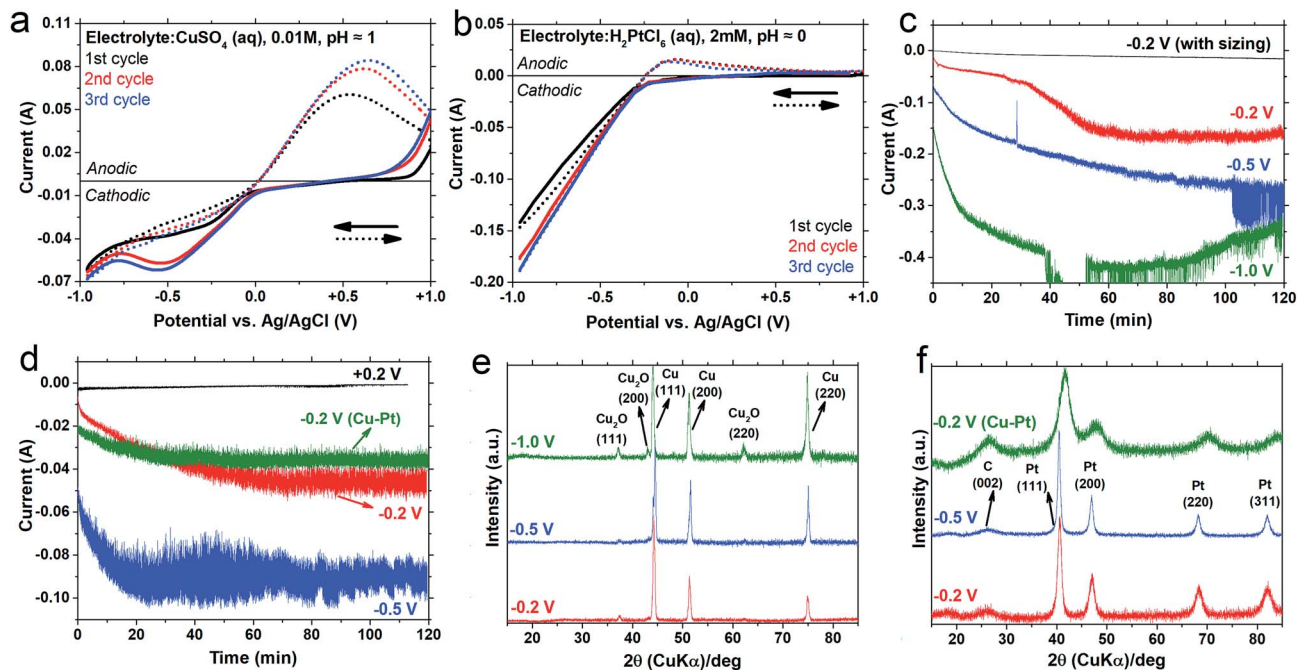 a
Electrolyte:CuSO₄ (aq), 0.01M, pH ≈ 1
1st cycle
2nd cycle
3rd cycle
Anodic
Cathodic
Current (A)
0.11
0.08
0.05
0.02
-0.01
-0.04
-0.07
-1.0
-0.5
0.0
+0.5
+1.0
Potential vs. Ag/AgCl (V)
b
Electrolyte:H₂PtCl₆ (aq), 2mM, pH ≈ 0
Anodic
Cathodic
1st cycle
2nd cycle
3rd cycle
Current (A)
0.05
0.00
-0.05
-0.10
-0.15
-0.20
-1.0
-0.5
0.0
+0.5
+1.0
Potential vs. Ag/AgCl (V)
c
-0.2 V (with sizing)
-0.2 V
-0.5 V
-1.0 V
Current (A)
0.0
-0.1
-0.2
-0.3
-0.4
0
20
40
60
80
100
120
Time (min)
d
+0.2 V
-0.2 V (Cu-Pt)
-0.2 V
-0.5 V
Current (A)
0.00
-0.02
-0.04
-0.06
-0.08
-0.10
0
20
40
60
80
100
120
Time (min)
e
Cu₂O
(111)
Cu₂O
(200)
Cu
(111)
Cu
(200)
Cu₂O
(220)
Cu
(220)
-1.0 V
-0.5 V
-0.2 V
Intensity (a.u.)
20
30
40
50
60
70
80
2θ (CuKα)/deg
f
-0.2 V (Cu-Pt)
C
(002)
Pt
(111)
Pt
(200)
Pt
(220)
Pt
(311)
-0.5 V
-0.2 V
Intensity (a.u.)
20
30
40
50
60
70
80
2θ (CuKα)/deg